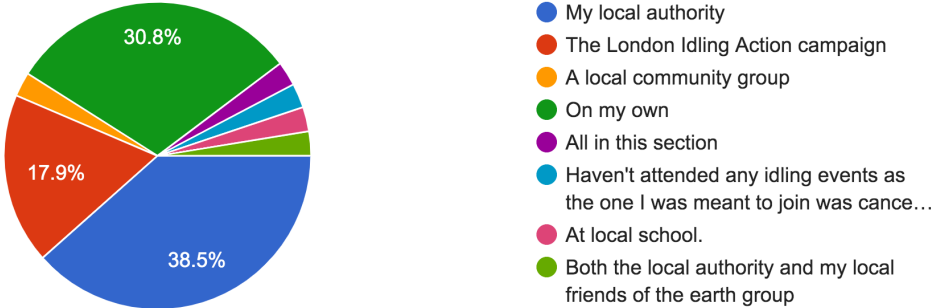 30.8%
17.9%
38.5%
My local authority
The London Idling Action campaign
A local community group
On my own
All in this section
Haven't attended any idling events as
the one I was meant to join was cance…
At local school.
Both the local authority and my local
friends of the earth group